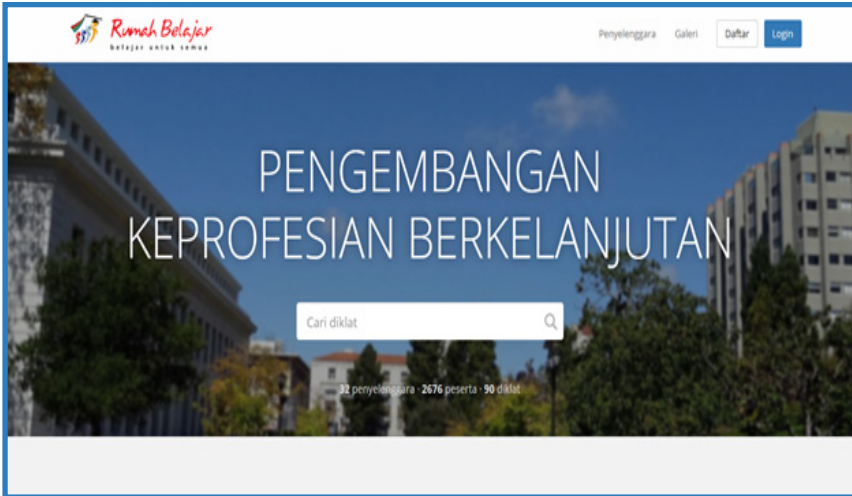 Rumah Belajar
belajar untuk semua
Penyelenggara Galeri Daftar Login
PENGEMBANGAN
KEPROFESIAN BERKELANJUTAN
Cari diklat
32 penyelenggara · 2676 peserta · 90 diklat